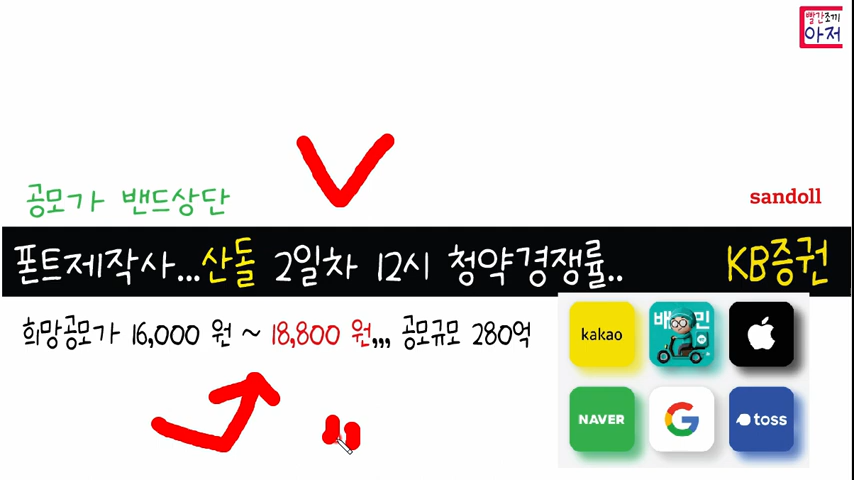 빨간조끼
아저
공모가 밴드상단
sandoll
폰트제작사...산돌 2일차 12시 청약경쟁률..
KB증권
희망공모가 16,000 원 ~ 18,800 원,,, 공모규모 280억
kakao
배민
NAVER
G
toss